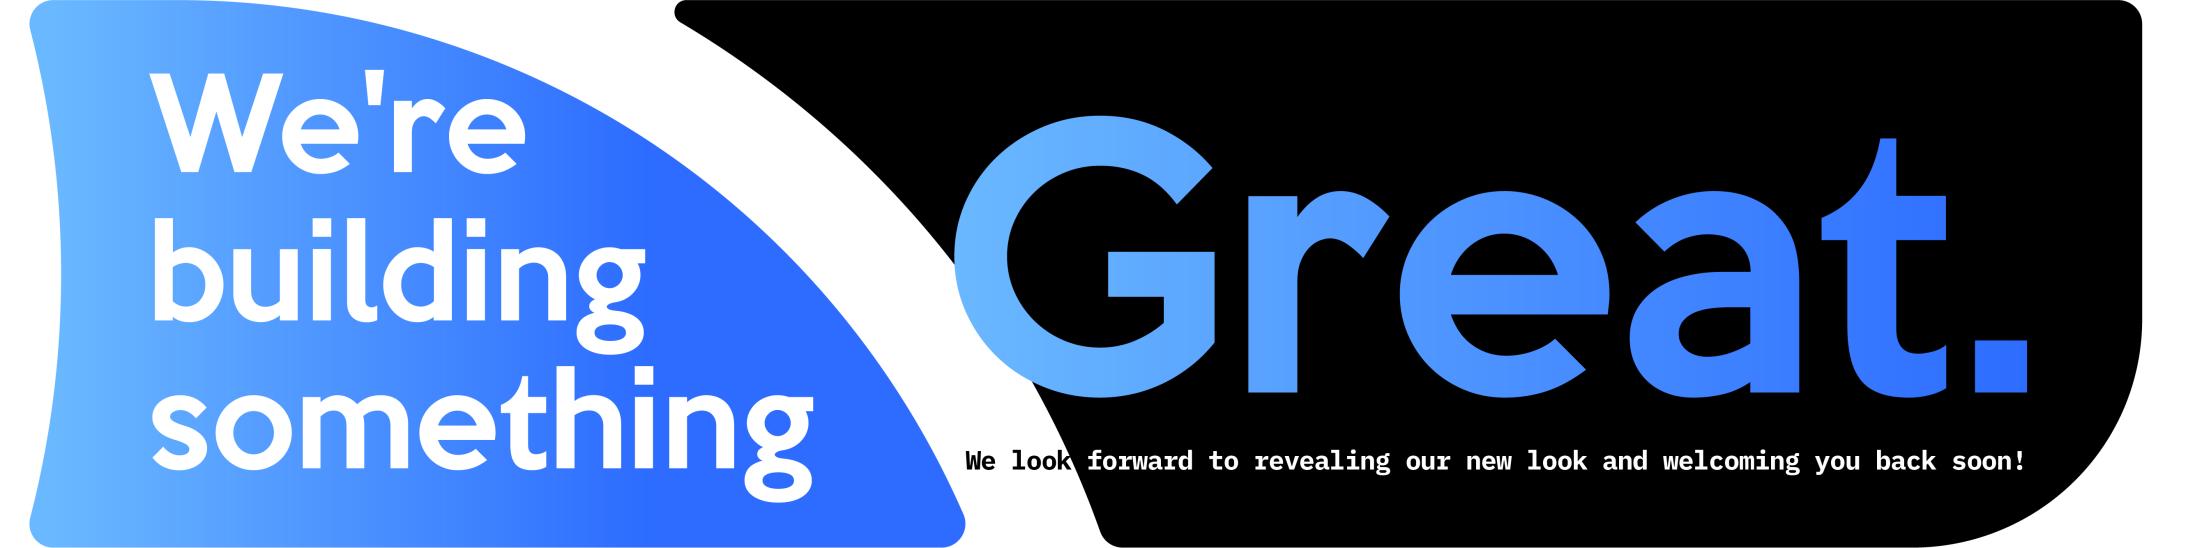 We're
building
something
Great.
We look forward to revealing our new look and welcoming you back soon!